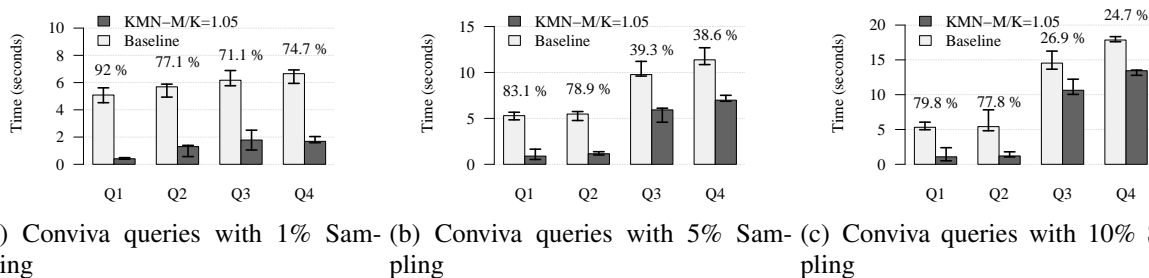 KMN−M/K=1.05
Baseline
Time (seconds)
10
8
6
4
2
0
92 %
77.1 %
71.1 %
74.7 %
Q1 Q2 Q3 Q4
) Conviva queries with 1% Sam-
ing
KMN−M/K=1.05
Baseline
Time (seconds)
15
10
5
0
83.1 %
78.9 %
39.3 %
38.6 %
Q1 Q2 Q3 Q4
(b) Conviva queries with 5% Sam-
pling
KMN−M/K=1.05
Baseline
Time (seconds)
20
15
10
5
0
79.8 %
77.8 %
26.9 %
24.7 %
Q1 Q2 Q3 Q4
(c) Conviva queries with 10% S
pling